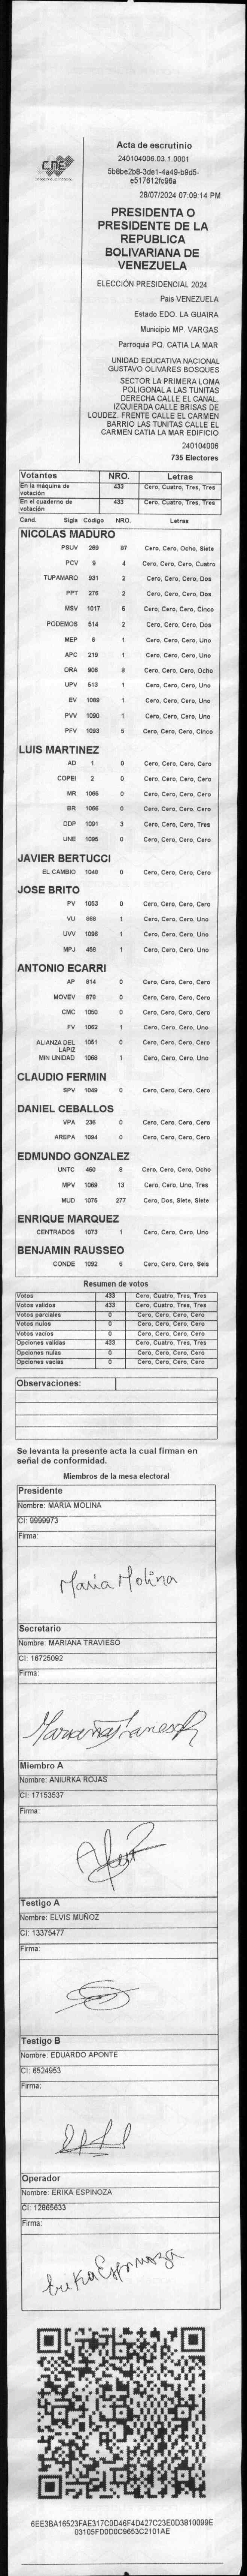 CNE
Acta de escrutinio
240104006.03.1.0001
5b8be2b8-3de1-4a49-b9d5-
e517612fc96a
28/07/2024 07:09:14 PM
PRESIDENTA O
PRESIDENTE DE LA
REPUBLICA
BOLIVARIANA DE
VENEZUELA
ELECCIÓN PRESIDENCIAL 2024
Pais VENEZUELA
Estado EDO. LA GUAIRA
Municipio MP. VARGAS
Parroquia PQ. CATIA LA MAR
UNIDAD EDUCATIVA NACIONAL
GUSTAVO OLIVARES BOSQUES
SECTOR LA PRIMERA LOMA
POLIGONAL A LAS TUNITAS
DERECHA CALLE EL CANAL.
IZQUIERDA CALLE BRISAS DE
LOUDEZ. FRENTE CALLE EL CARMEN
BARRIO LAS TUNITAS CALLE EL
CARMEN CATIA LA MAR EDIFICIO
240104006
735 Electores
Votantes NRO. Letras
En la máquina de votación 433 Cero, Cuatro, Tres, Tres
En el cuaderno de votación 433 Cero, Cuatro, Tres, Tres
Cand. Sigla Código NRO. Letras
NICOLAS MADURO
PSUV 269 87 Cero, Cero, Ocho, Siete
PCV 9 4 Cero, Cero, Cero, Cuatro
TUPAMARO 931 2 Cero, Cero, Cero, Dos
PPT 276 2 Cero, Cero, Cero, Dos
MSV 1017 5 Cero, Cero, Cero, Cinco
PODEMOS 514 2 Cero, Cero, Cero, Dos
MEP 6 1 Cero, Cero, Cero, Uno
APC 219 1 Cero, Cero, Cero, Uno
ORA 906 8 Cero, Cero, Cero, Ocho
UPV 513 1 Cero, Cero, Cero, Uno
EV 1089 1 Cero, Cero, Cero, Uno
PVV 1090 1 Cero, Cero, Cero, Uno
PFV 1093 5 Cero, Cero, Cero, Cinco
LUIS MARTINEZ
AD 1 0 Cero, Cero, Cero, Cero
COPEI 2 0 Cero, Cero, Cero, Cero
MR 1065 0 Cero, Cero, Cero, Cero
BR 1066 0 Cero, Cero, Cero, Cero
DDP 1091 3 Cero, Cero, Cero, Tres
UNE 1095 0 Cero, Cero, Cero, Cero
JAVIER BERTUCCI
EL CAMBIO 1048 0 Cero, Cero, Cero, Cero
JOSE BRITO
PV 1053 0 Cero, Cero, Cero, Cero
VU 868 1 Cero, Cero, Cero, Uno
UVV 1096 1 Cero, Cero, Cero, Uno
MPJ 458 1 Cero, Cero, Cero, Uno
ANTONIO ECARRI
AP 814 0 Cero, Cero, Cero, Cero
MOVEV 878 0 Cero, Cero, Cero, Cero
CMC 1050 0 Cero, Cero, Cero, Cero
FV 1062 1 Cero, Cero, Cero, Uno
ALIANZA DEL LAPIZ 1051 0 Cero, Cero, Cero, Cero
MIN UNIDAD 1068 1 Cero, Cero, Cero, Uno
CLAUDIO FERMIN
SPV 1049 0 Cero, Cero, Cero, Cero
DANIEL CEBALLOS
VPA 236 0 Cero, Cero, Cero, Cero
AREPA 1094 0 Cero, Cero, Cero, Cero
EDMUNDO GONZALEZ
UNTC 460 8 Cero, Cero, Cero, Ocho
MPV 1069 13 Cero, Cero, Uno, Tres
MUD 1075 277 Cero, Dos, Siete, Siete
ENRIQUE MARQUEZ
CENTRADOS 1073 1 Cero, Cero, Cero, Uno
BENJAMIN RAUSSEO
CONDE 1092 6 Cero, Cero, Cero, Seis
Resumen de votos
Votos 433 Cero, Cuatro, Tres, Tres
Votos validos 433 Cero, Cuatro, Tres, Tres
Votos parciales 0 Cero, Cero, Cero, Cero
Votos nulos 0 Cero, Cero, Cero, Cero
Votos vacios 0 Cero, Cero, Cero, Cero
Opciones validas 433 Cero, Cuatro, Tres, Tres
Opciones nulas 0 Cero, Cero, Cero, Cero
Opciones vacias 0 Cero, Cero, Cero, Cero
Observaciones:
Se levanta la presente acta la cual firman en
señal de conformidad.
Miembros de la mesa electoral
Presidente
Nombre: MARIA MOLINA
CI: 9999973
Firma:
Maria Molina
Secretario
Nombre: MARIANA TRAVIESO
CI: 16725092
Firma:
Miembro A
Nombre: ANIURKA ROJAS
CI: 17153537
Firma:
Testigo A
Nombre: ELVIS MUÑOZ
CI: 13375477
Firma:
Testigo B
Nombre: EDUARDO APONTE
CI: 6524953
Firma:
Operador
Nombre: ERIKA ESPINOZA
CI: 12865633
Firma:
Erika Espinoza
6EE3BA16523FAE317C0D46F4D427C23E0D3810099E
03105FD0D0C9653C2101AE